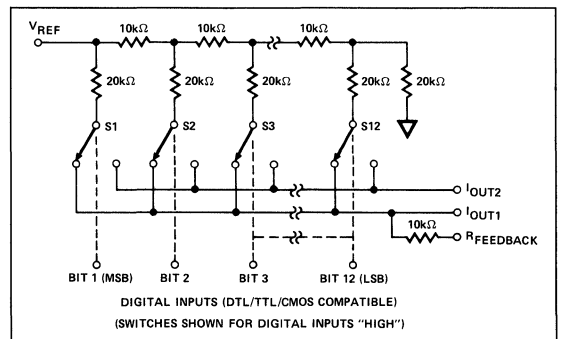 VREF
10kΩ
10kΩ
10kΩ
20kΩ
20kΩ
20kΩ
20kΩ
20kΩ
S1
S2
S3
S12
IOUT2
IOUT1
10kΩ
RFEEDBACK
BIT 1 (MSB)
BIT 2
BIT 3
BIT 12 (LSB)
DIGITAL INPUTS (DTL/TTL/CMOS COMPATIBLE)
(SWITCHES SHOWN FOR DIGITAL INPUTS "HIGH")